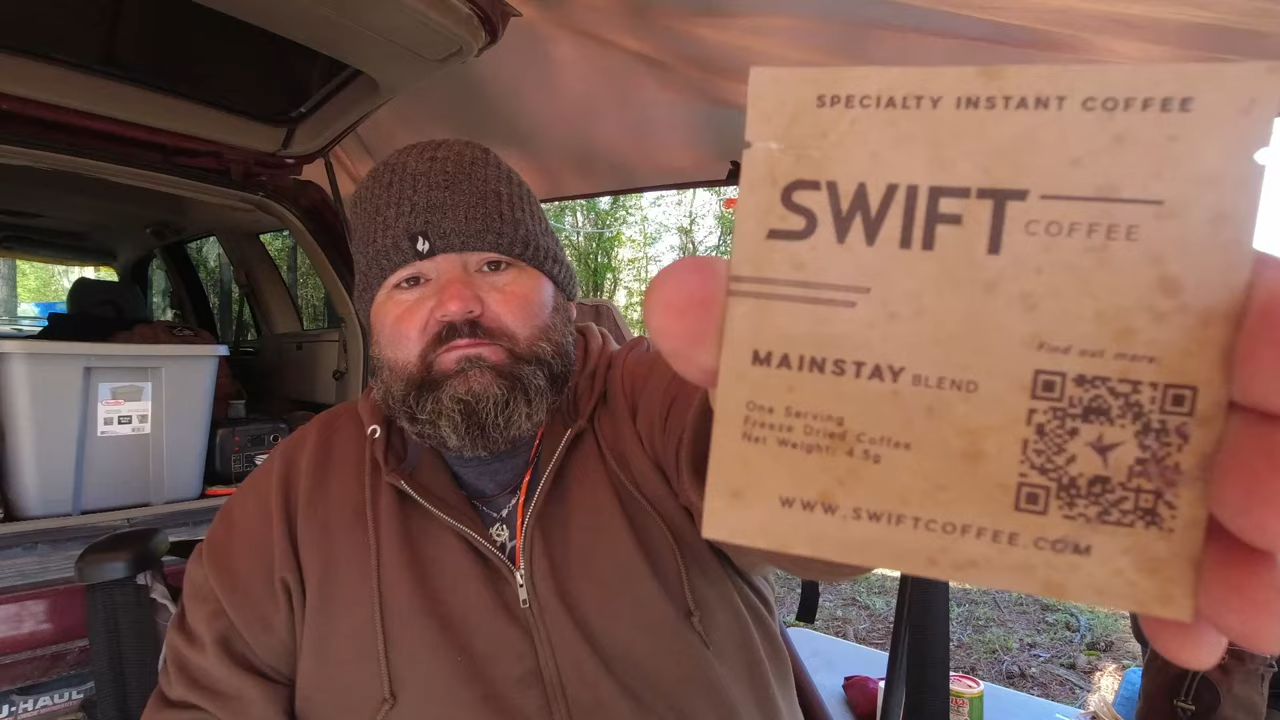 SPECIALTY INSTANT COFFEE
SWIFT COFFEE
MAINSTAY BLEND
One Serving
Freeze Dried Coffee
Net Weight: 4.5g
Find out more:
WWW.SWIFTCOFFEE.COM
U-HAUL